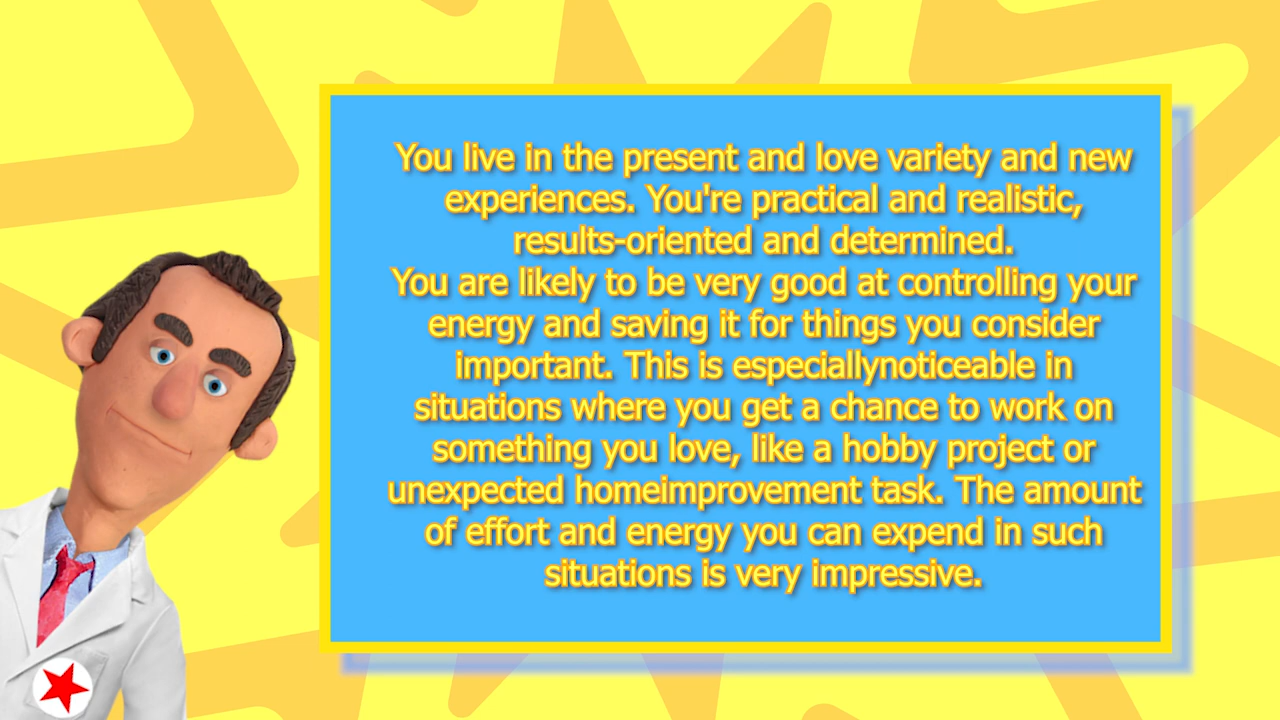 You live in the present and love variety and new
experiences. You're practical and realistic,
results-oriented and determined.
You are likely to be very good at controlling your
energy and saving it for things you consider
important. This is especiallynoticeable in
situations where you get a chance to work on
something you love, like a hobby project or
unexpected homeimprovement task. The amount
of effort and energy you can expend in such
situations is very impressive.